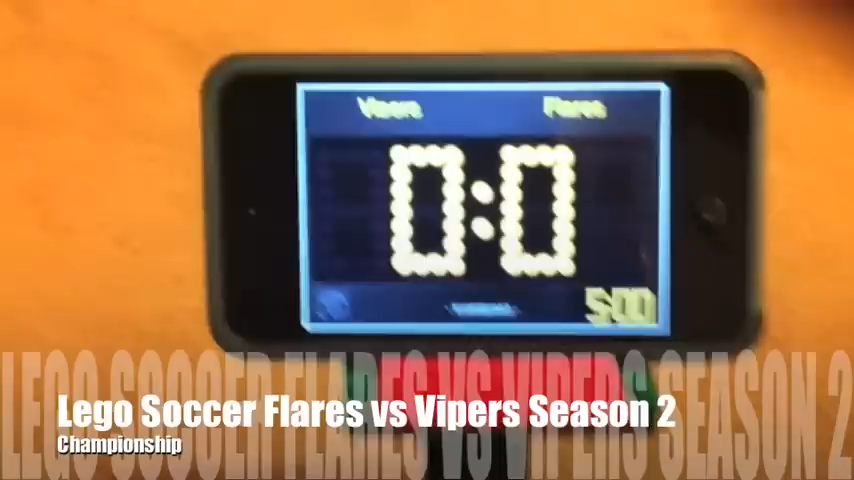 Vipers Flares
0:0
500
LEGO SOCCER FLARES VS VIPERS SEASON 2
Lego Soccer Flares vs Vipers Season 2
Championship